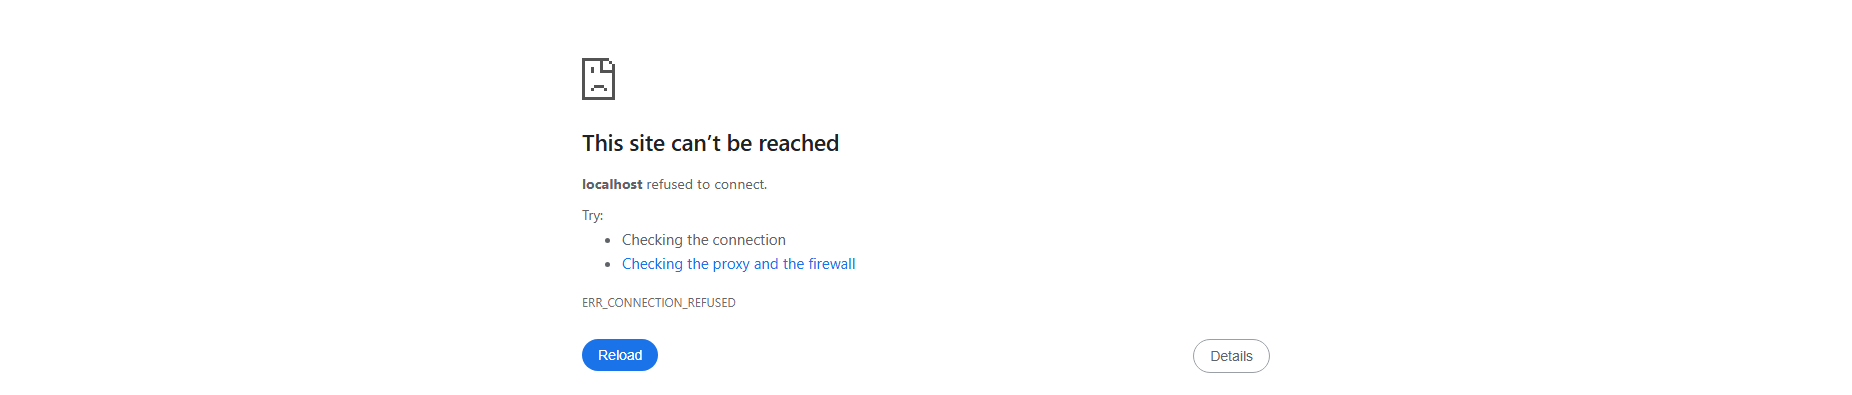 This site can’t be reached
localhost refused to connect.
Try:
• Checking the connection
• Checking the proxy and the firewall
ERR_CONNECTION_REFUSED
Reload
Details